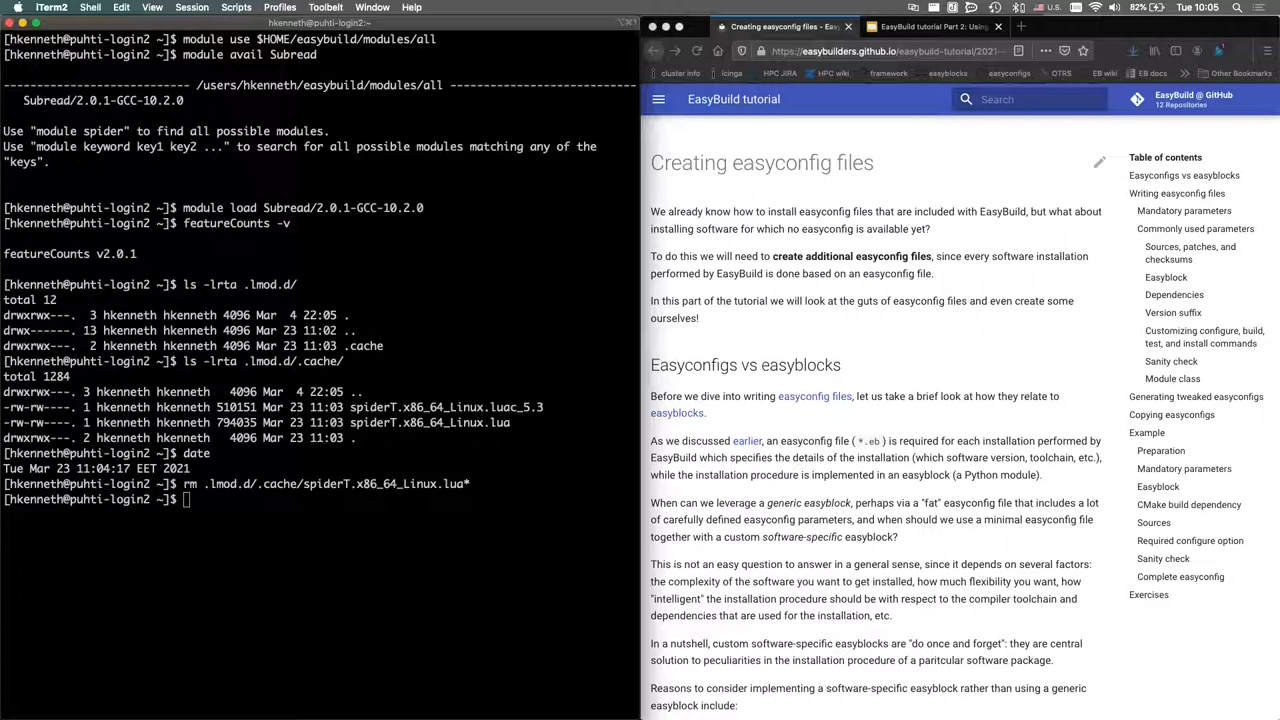 iTerm2 Shell Edit View Session Scripts Profiles Toolbelt Window Help
82% Tue 10:05
hkenneth@puhti-login2:~
⌥⌘1
[hkenneth@puhti-login2 ~]$ module use $HOME/easybuild/modules/all
[hkenneth@puhti-login2 ~]$ module avail Subread
----------------------------- /users/hkenneth/easybuild/modules/all -----------------------------
Subread/2.0.1-GCC-10.2.0
Use "module spider" to find all possible modules.
Use "module keyword key1 key2 ..." to search for all possible modules matching any of the
"keys".
[hkenneth@puhti-login2 ~]$ module load Subread/2.0.1-GCC-10.2.0
[hkenneth@puhti-login2 ~]$ featureCounts -v
featureCounts v2.0.1
[hkenneth@puhti-login2 ~]$ ls -lrta .lmod.d/
total 12
drwxrwx---. 3 hkenneth hkenneth 4096 Mar 4 22:05 .
drwx------. 13 hkenneth hkenneth 4096 Mar 23 11:02 ..
drwxrwx---. 2 hkenneth hkenneth 4096 Mar 23 11:03 .cache
[hkenneth@puhti-login2 ~]$ ls -lrta .lmod.d/.cache/
total 1284
drwxrwx---. 3 hkenneth hkenneth 4096 Mar 4 22:05 ..
-rw-rw----. 1 hkenneth hkenneth 510151 Mar 23 11:03 spiderT.x86_64_Linux.luac_5.3
-rw-rw----. 1 hkenneth hkenneth 794035 Mar 23 11:03 spiderT.x86_64_Linux.lua
drwxrwx---. 2 hkenneth hkenneth 4096 Mar 23 11:03 .
[hkenneth@puhti-login2 ~]$ date
Tue Mar 23 11:04:17 EET 2021
[hkenneth@puhti-login2 ~]$ rm .lmod.d/.cache/spiderT.x86_64_Linux.lua*
[hkenneth@puhti-login2 ~]$
Creating easyconfig files - Eas
EasyBuild tutorial Part 2: Using
https://easybuilders.github.io/easybuild-tutorial/2021-
cluster info Icinga HPC JIRA HPC wiki framework easyblocks easyconfigs OTRS EB wiki EB docs Other Bookmarks
EasyBuild tutorial
Search
EasyBuild @ GitHub
12 Repositories
Creating easyconfig files
We already know how to install easyconfig files that are included with EasyBuild, but what about
installing software for which no easyconfig is available yet?
To do this we will need to create additional easyconfig files, since every software installation
performed by EasyBuild is done based on an easyconfig file.
In this part of the tutorial we will look at the guts of easyconfig files and even create some
ourselves!
Easyconfigs vs easyblocks
Before we dive into writing easyconfig files, let us take a brief look at how they relate to
easyblocks.
As we discussed earlier, an easyconfig file (*.eb) is required for each installation performed by
EasyBuild which specifies the details of the installation (which software version, toolchain, etc.),
while the installation procedure is implemented in an easyblock (a Python module).
When can we leverage a generic easyblock, perhaps via a "fat" easyconfig file that includes a lot
of carefully defined easyconfig parameters, and when should we use a minimal easyconfig file
together with a custom software-specific easyblock?
This is not an easy question to answer in a general sense, since it depends on several factors:
the complexity of the software you want to get installed, how much flexibility you want, how
"intelligent" the installation procedure should be with respect to the compiler toolchain and
dependencies that are used for the installation, etc.
In a nutshell, custom software-specific easyblocks are "do once and forget": they are central
solution to peculiarities in the installation procedure of a paritcular software package.
Reasons to consider implementing a software-specific easyblock rather than using a generic
easyblock include:
Table of contents
Easyconfigs vs easyblocks
Writing easyconfig files
Mandatory parameters
Commonly used parameters
Sources, patches, and
checksums
Easyblock
Dependencies
Version suffix
Customizing configure, build,
test, and install commands
Sanity check
Module class
Generating tweaked easyconfigs
Copying easyconfigs
Example
Preparation
Mandatory parameters
Easyblock
CMake build dependency
Sources
Required configure option
Sanity check
Complete easyconfig
Exercises